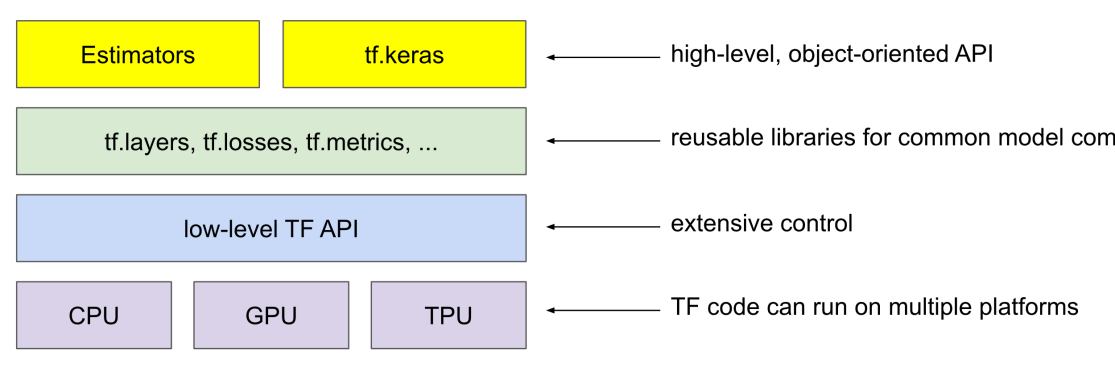 Estimators
tf.keras
high-level, object-oriented API
tf.layers, tf.losses, tf.metrics, ...
reusable libraries for common model com
low-level TF API
extensive control
CPU
GPU
TPU
TF code can run on multiple platforms